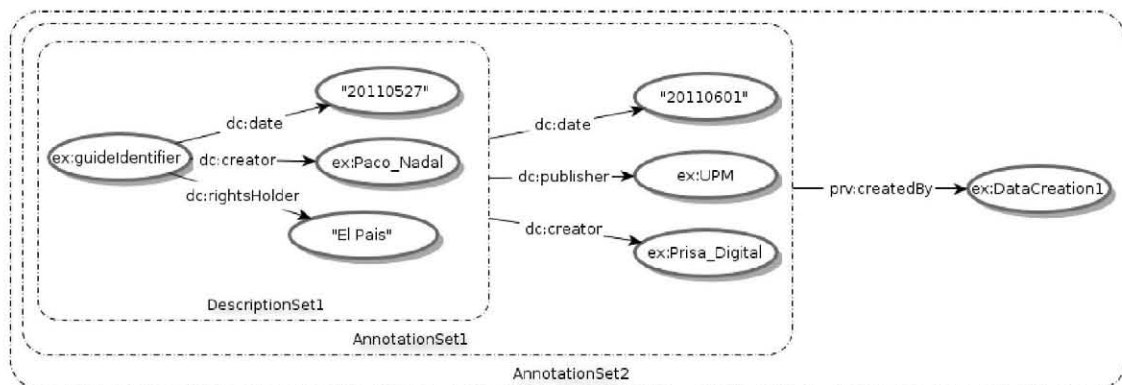 "20110527"
"20110601"
dc:date
dc:date
ex:guideIdentifier
dc:creator
ex:Paco_Nadal
dc:publisher
ex:UPM
prv:createdBy
ex:DataCreation1
dc:rightsHolder
"El Pais"
dc:creator
ex:Prisa_Digital
DescriptionSet1
AnnotationSet1
AnnotationSet2